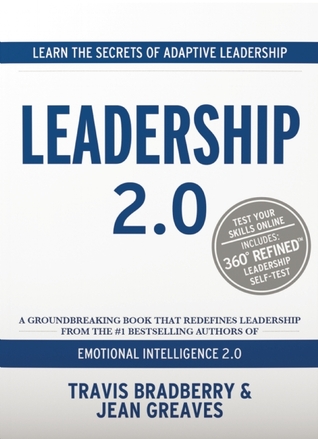 LEARN THE SECRETS OF ADAPTIVE LEADERSHIP
LEADERSHIP
2.0
TEST YOUR
SKILLS ONLINE
INCLUDES:
360° REFINED™
LEADERSHIP
SELF-TEST
A GROUNDBREAKING BOOK THAT REDEFINES LEADERSHIP
FROM THE #1 BESTSELLING AUTHORS OF
EMOTIONAL INTELLIGENCE 2.0
TRAVIS BRADBERRY &
JEAN GREAVES